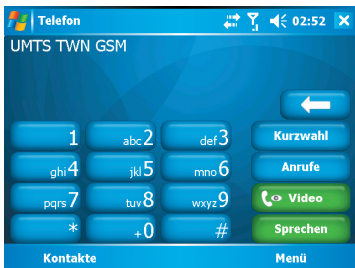 Telefon 02:52
UMTS TWN GSM
1 abc2 def3 Kurzwahl
ghi4 jkl5 mno6 Anrufe
pqrs7 tuv8 wxyz9 Video
* +0 # Sprechen
Kontakte Menü